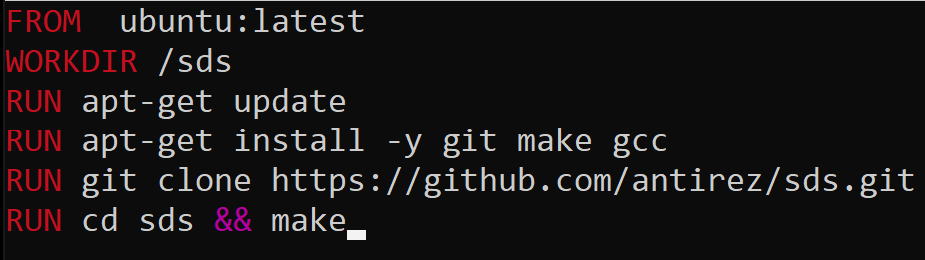 FROM  ubuntu:latest
WORKDIR /sds
RUN apt-get update
RUN apt-get install -y git make gcc
RUN git clone https://github.com/antirez/sds.git
RUN cd sds && make